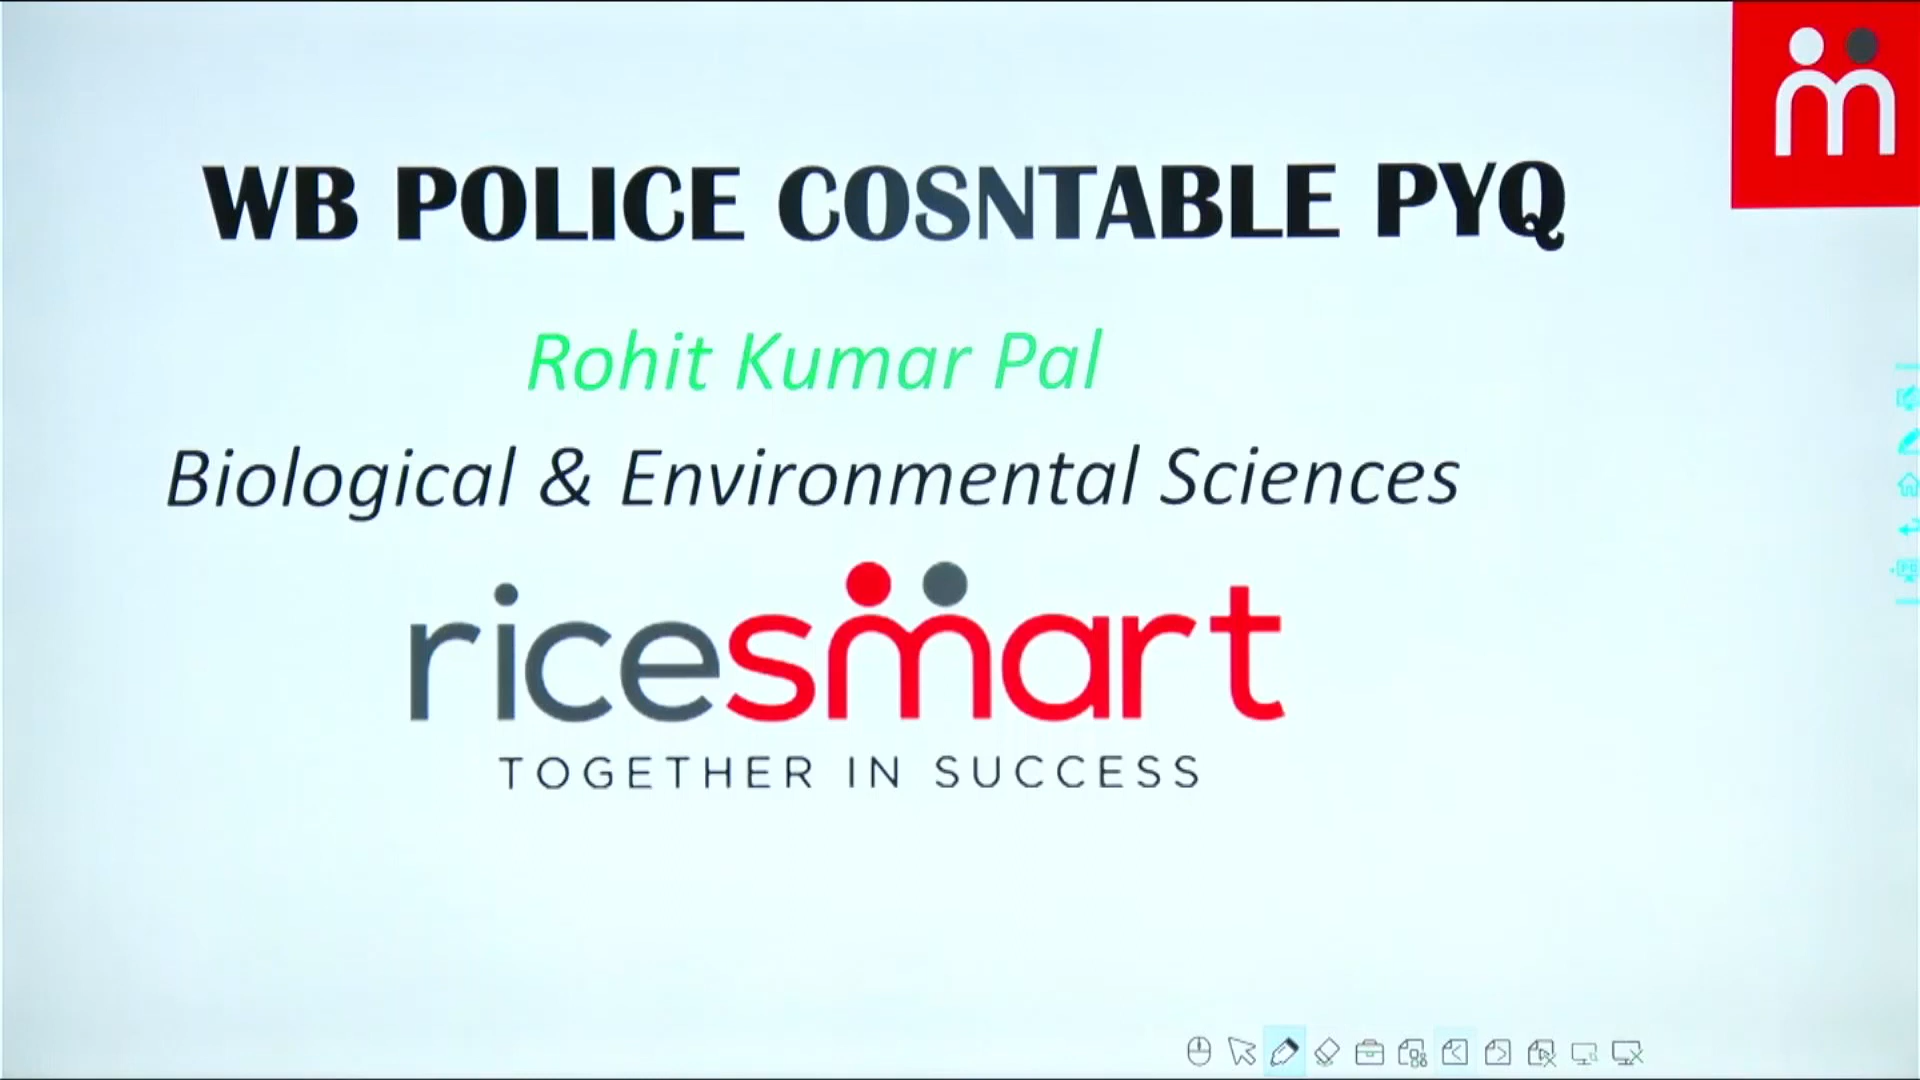 WB POLICE COSNTABLE PYQ
Rohit Kumar Pal
Biological & Environmental Sciences
ricesmart
TOGETHER IN SUCCESS